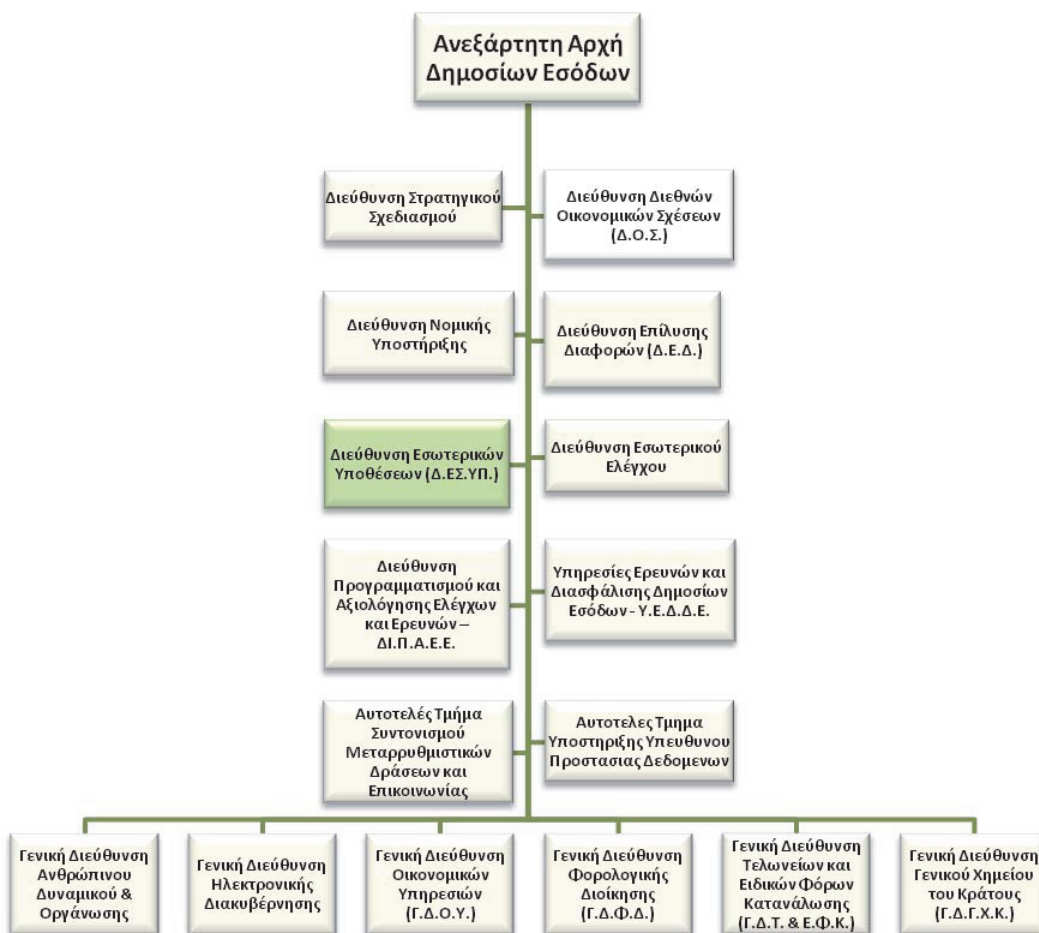 Ανεξάρτητη Αρχή
Δημοσίων Εσόδων
Διεύθυνση Στρατηγικού
Σχεδιασμού
Διεύθυνση Διεθνών
Οικονομικών Σχέσεων
(Δ.Ο.Σ.)
Διεύθυνση Νομικής
Υποστήριξης
Διεύθυνση Επίλυσης
Διαφορών (Δ.Ε.Δ.)
Διεύθυνση Εσωτερικών
Υποθέσεων (Δ.ΕΣ.ΥΠ.)
Διεύθυνση Εσωτερικού
Ελέγχου
Διεύθυνση
Προγραμματισμού και
Αξιολόγησης Ελέγχων
και Ερευνών –
ΔΙ.Π.Α.Ε.Ε.
Υπηρεσίες Ερευνών και
Διασφάλισης Δημοσίων
Εσόδων - Υ.Ε.Δ.Δ.Ε.
Αυτοτελές Τμήμα
Συντονισμού
Μεταρρυθμιστικών
Δράσεων και
Επικοινωνίας
Αυτοτελες Τμημα
Υποστηριξης Υπευθυνου
Προστασιας Δεδομενων
Γενική Διεύθυνση
Ανθρώπινου
Δυναμικού &
Οργάνωσης
Γενική Διεύθυνση
Ηλεκτρονικής
Διακυβέρνησης
Γενική Διεύθυνση
Οικονομικών
Υπηρεσιών
(Γ.Δ.Ο.Υ.)
Γενική Διεύθυνση
Φορολογικής
Διοίκησης
(Γ.Δ.Φ.Δ.)
Γενική Διεύθυνση
Τελωνείων και
Ειδικών Φόρων
Κατανάλωσης
(Γ.Δ.Τ. & Ε.Φ.Κ.)
Γενική Διεύθυνση
Γενικού Χημείου
του Κράτους
(Γ.Δ.Γ.Χ.Κ.)